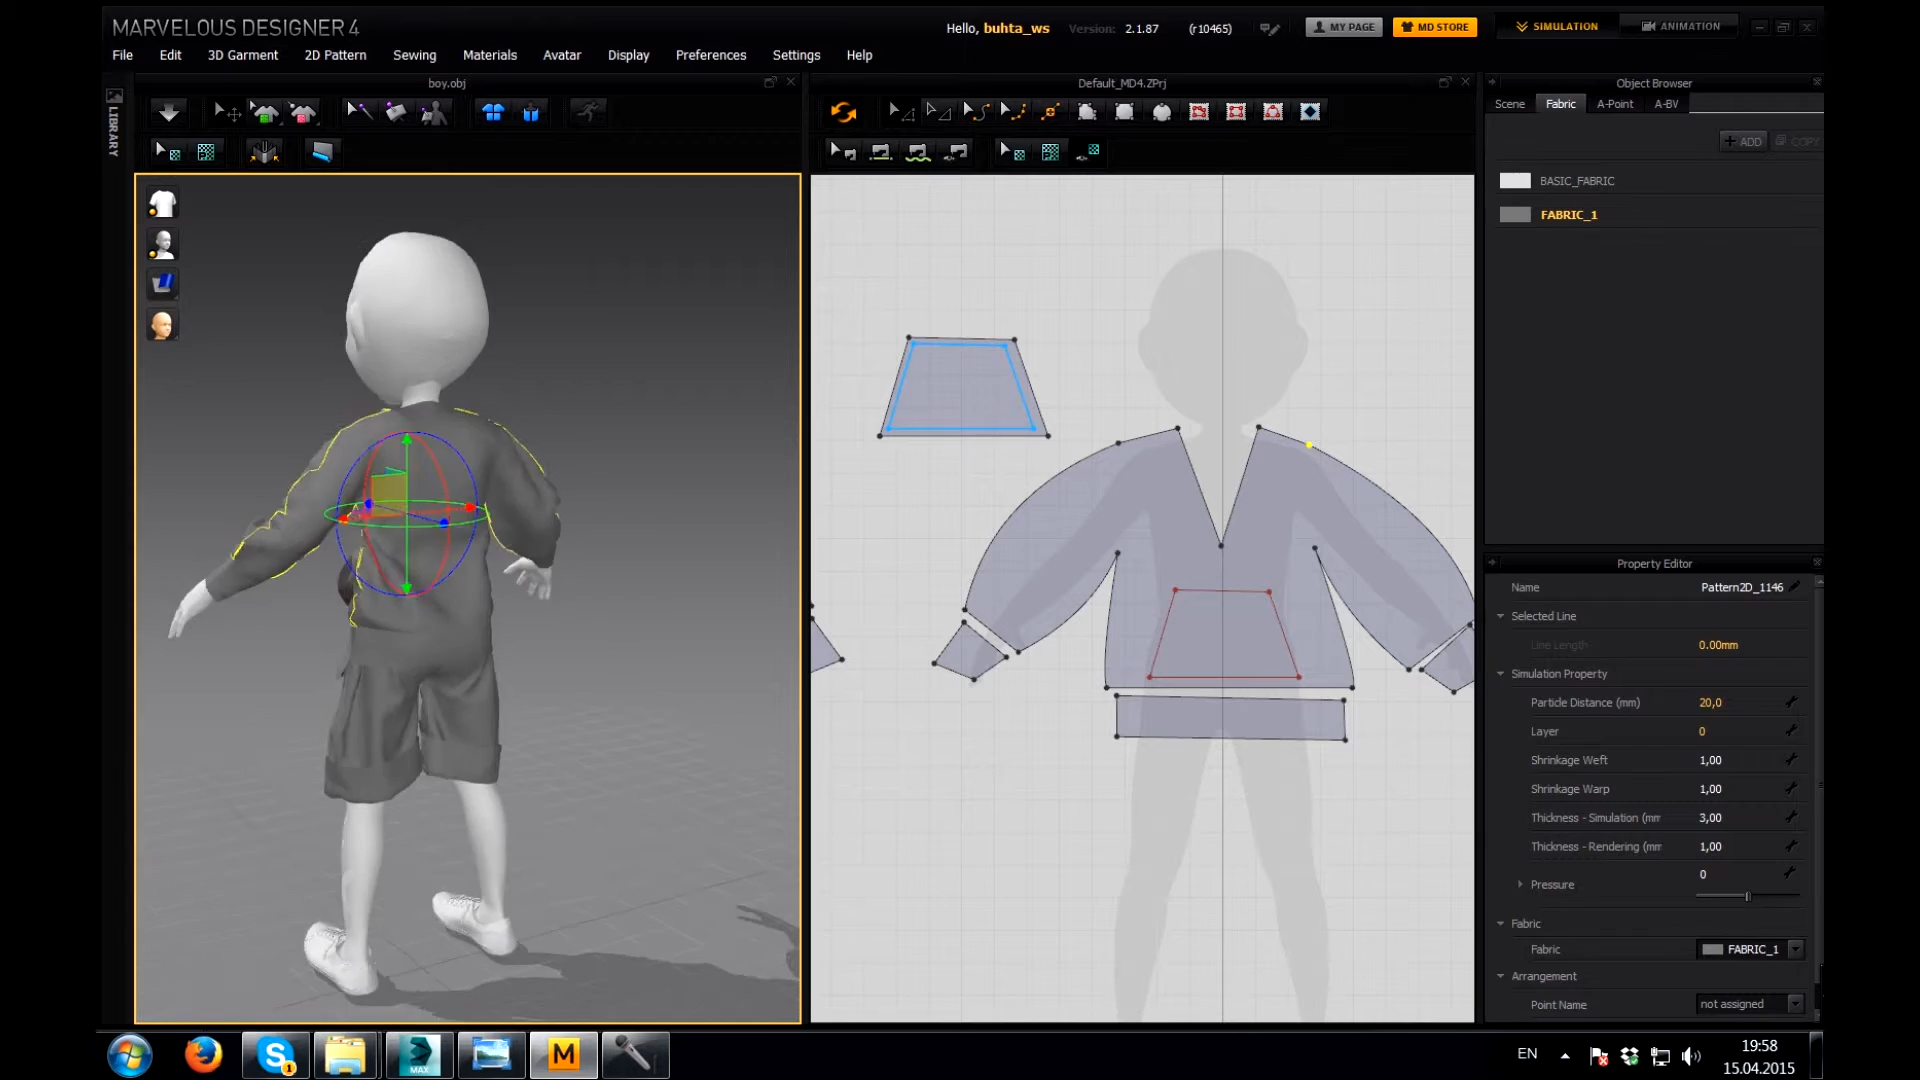 MARVELOUS DESIGNER 4
Hello, buhta_ws Version: 2.1.87 (r10465) MY PAGE MD STORE SIMULATION ANIMATION
File Edit 3D Garment 2D Pattern Sewing Materials Avatar Display Preferences Settings Help
LIBRARY
boy.obj
Default_MD4.ZPrj
Object Browser
Scene Fabric A-Point A-BV
+ ADD COPY
BASIC_FABRIC
FABRIC_1
Property Editor
Name Pattern2D_1146
Selected Line
Line Length 0.00mm
Simulation Property
Particle Distance (mm) 20,0
Layer 0
Shrinkage Weft 1,00
Shrinkage Warp 1,00
Thickness - Simulation (mm 3,00
Thickness - Rendering (mm 1,00
Pressure 0
Fabric
Fabric FABRIC_1
Arrangement
Point Name not assigned
S 1 MAX M
EN
19:58
15.04.2015